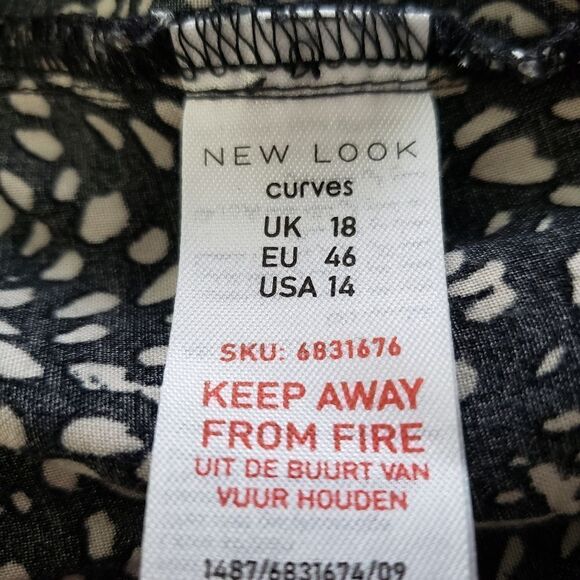 NEW LOOK
curves
UK 18
EU 46
USA 14
SKU: 6831676
KEEP AWAY
FROM FIRE
UIT DE BUURT VAN
VUUR HOUDEN
1487/6831674/09